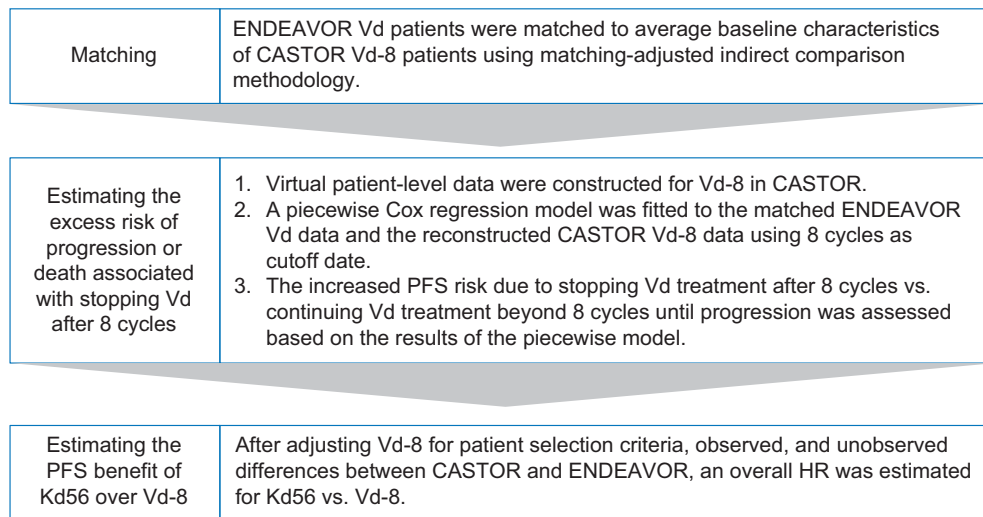 Matching
ENDEAVOR Vd patients were matched to average baseline characteristics
of CASTOR Vd-8 patients using matching-adjusted indirect comparison
methodology.
Estimating the
excess risk of
progression or
death associated
with stopping Vd
after 8 cycles
1. Virtual patient-level data were constructed for Vd-8 in CASTOR.
2. A piecewise Cox regression model was fitted to the matched ENDEAVOR
Vd data and the reconstructed CASTOR Vd-8 data using 8 cycles as
cutoff date.
3. The increased PFS risk due to stopping Vd treatment after 8 cycles vs.
continuing Vd treatment beyond 8 cycles until progression was assessed
based on the results of the piecewise model.
Estimating the
PFS benefit of
Kd56 over Vd-8
After adjusting Vd-8 for patient selection criteria, observed, and unobserved
differences between CASTOR and ENDEAVOR, an overall HR was estimated
for Kd56 vs. Vd-8.